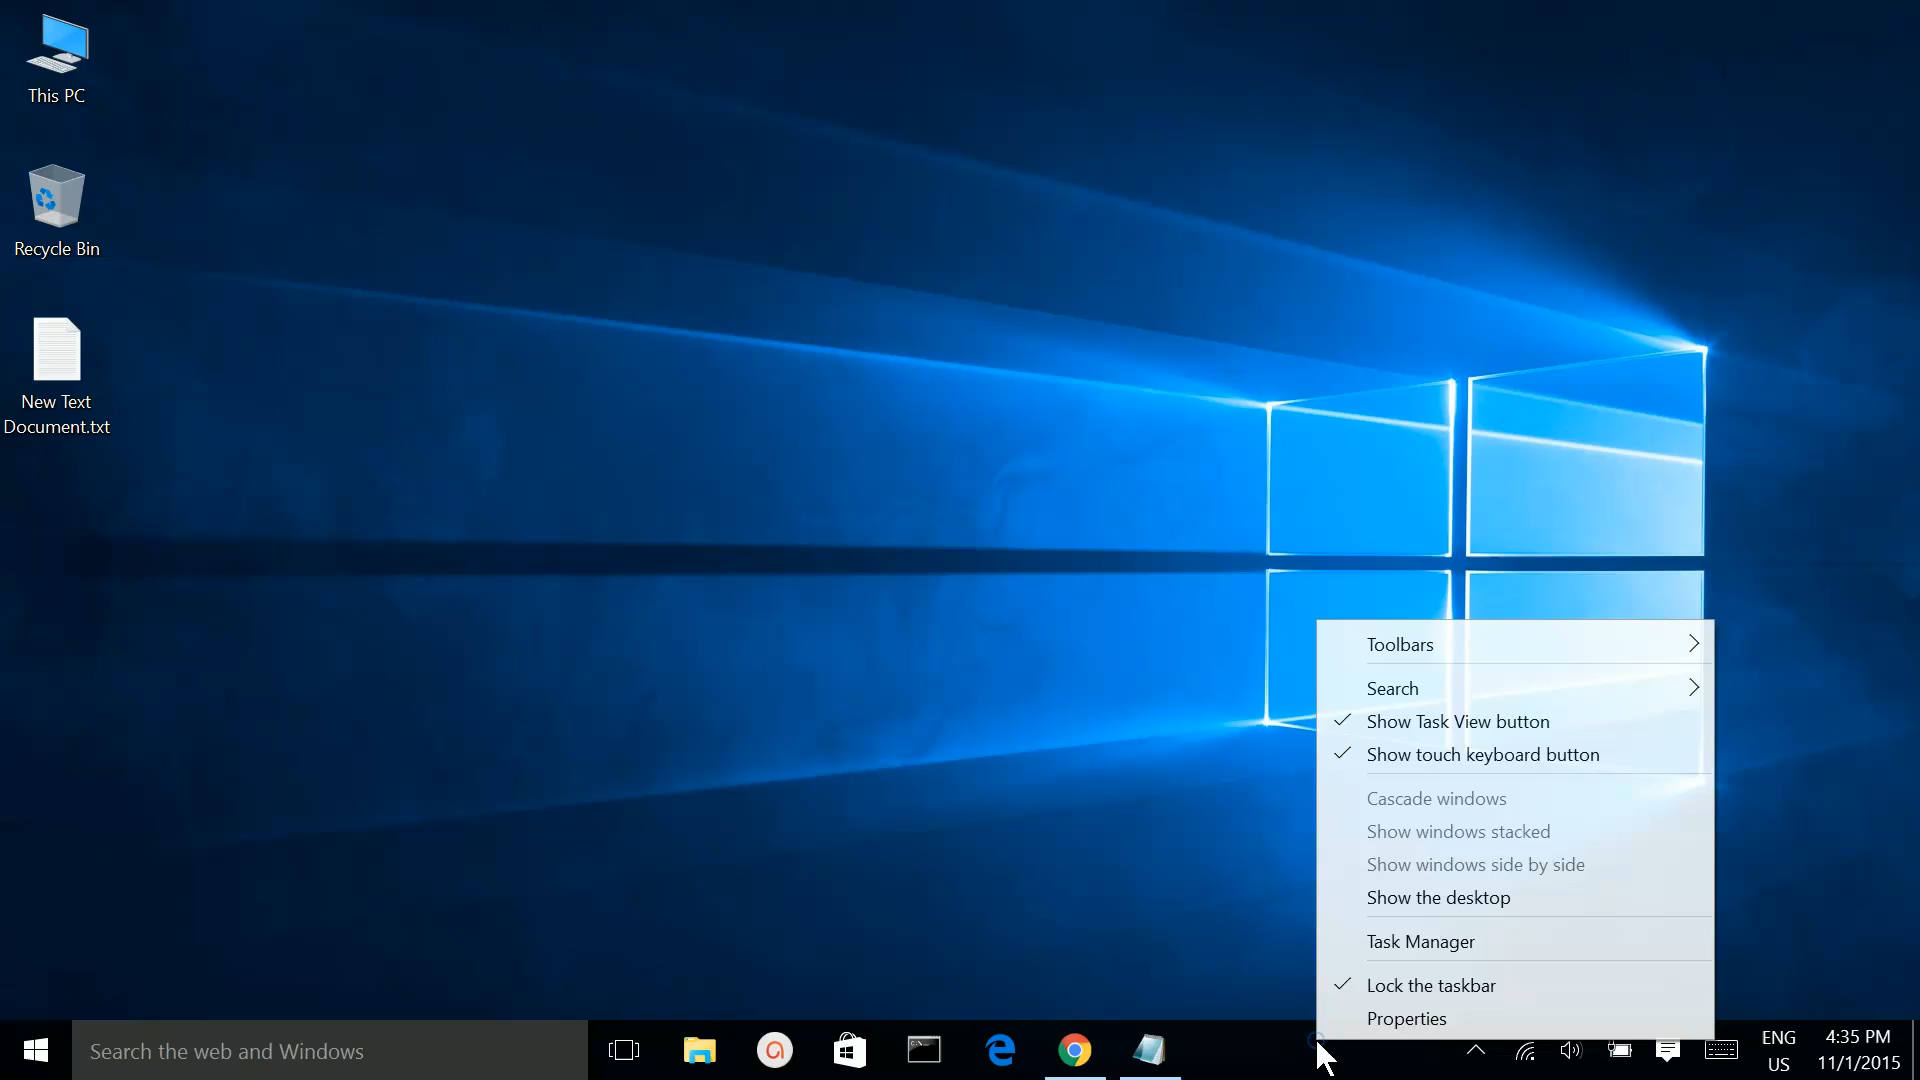 This PC
Recycle Bin
New Text
Document.txt
Toolbars
Search
Show Task View button
Show touch keyboard button
Cascade windows
Show windows stacked
Show windows side by side
Show the desktop
Task Manager
Lock the taskbar
Properties
Search the web and Windows
ENG
US
4:35 PM
11/1/2015